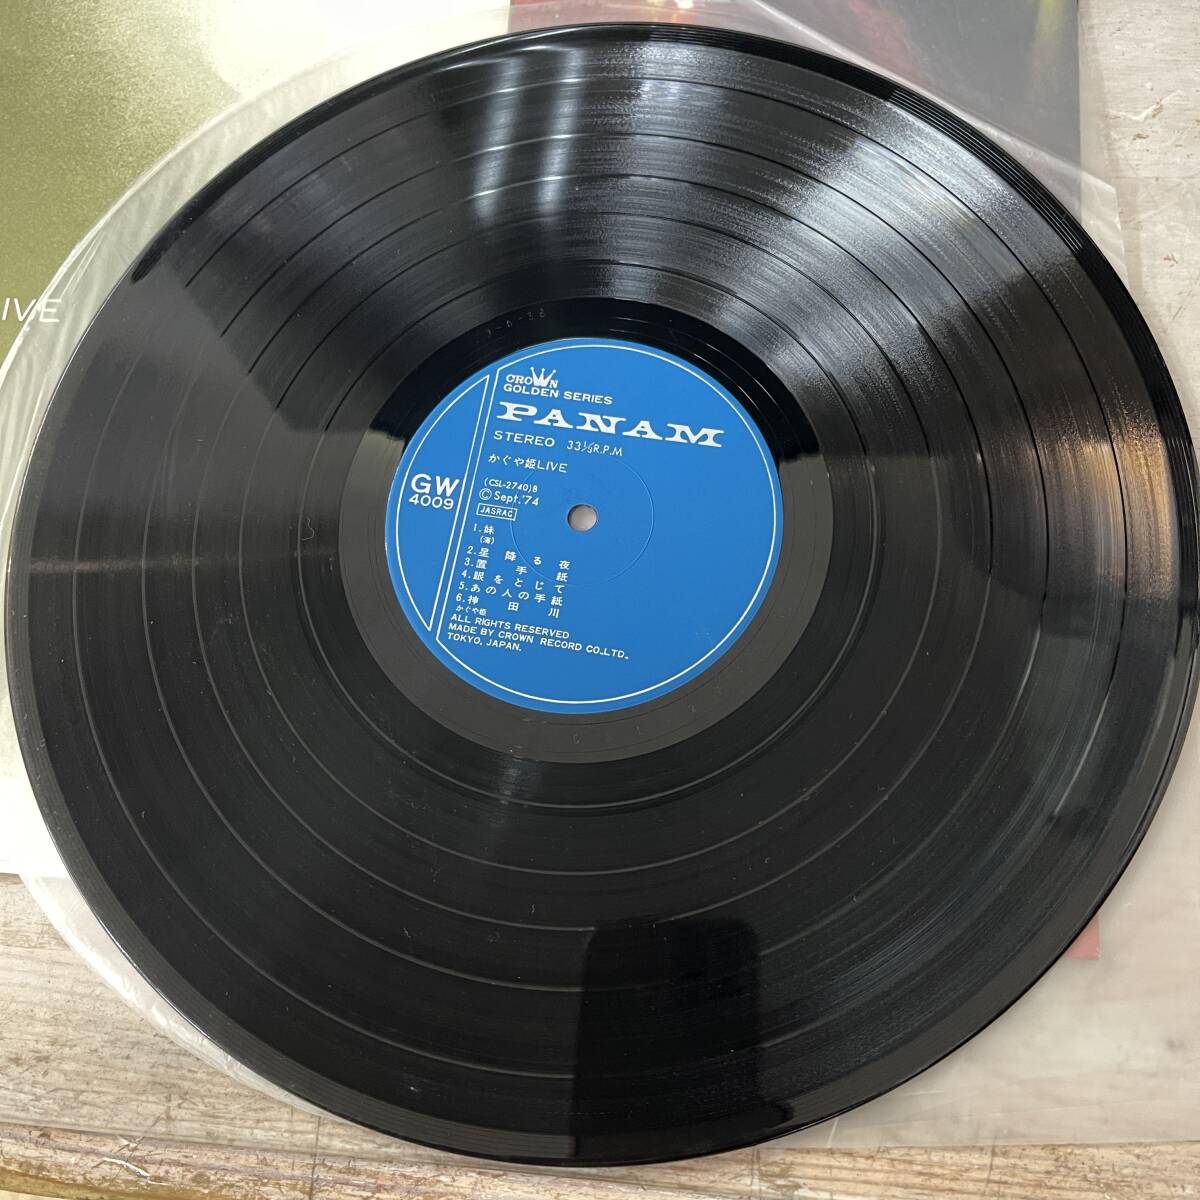 IVE
CROWN
GOLDEN SERIES
PANAM
STEREO 33⅓R.P.M
かぐや姫LIVE
GW
4009
(CSL-2740)B
ⒸSept.'74
JASRAC
1.妹
2.星降る夜
3.置手紙
4.眼をとじて
5.あの人の手紙
6.神田川
かぐや姫
ALL RIGHTS RESERVED
MADE BY CROWN RECORD CO.,LTD.,
TOKYO, JAPAN.